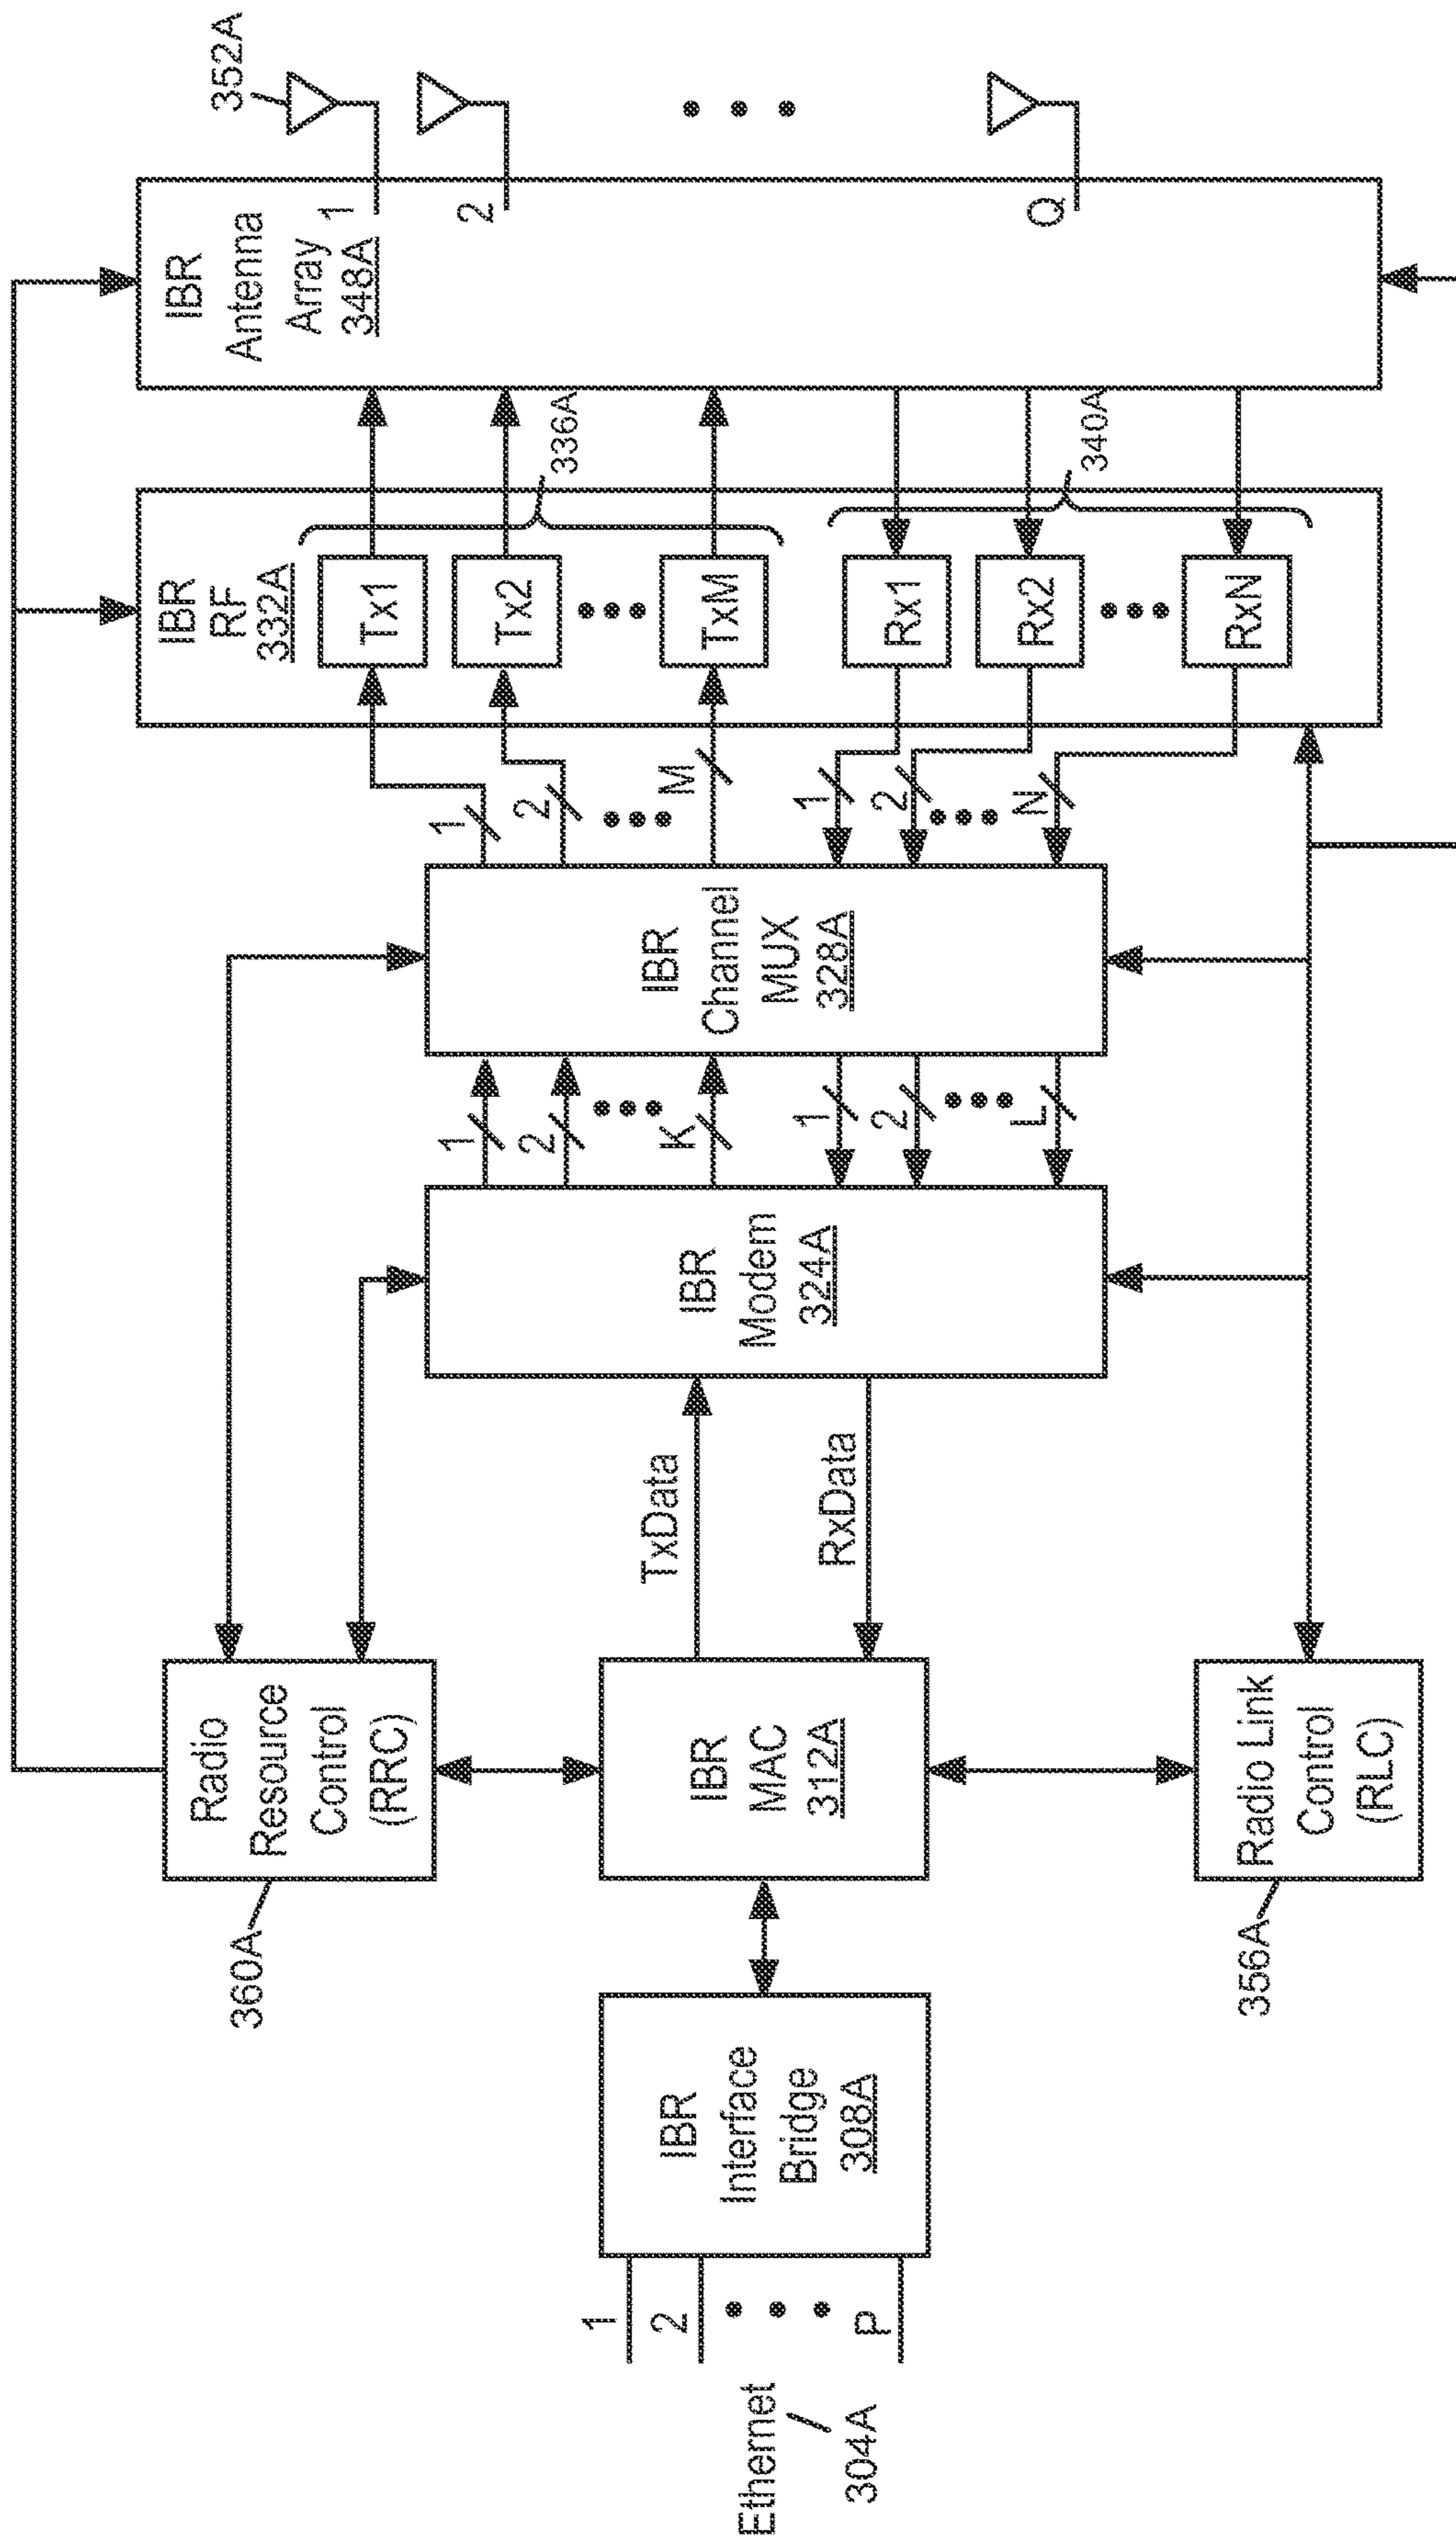 352A
IBR
Antenna
Array
348A
1
2
Q
IBR
RF
332A
Tx1
Tx2
TxM
336A
Rx1
Rx2
RxN
340A
1
2
M
1
2
N
IBR
Channel
MUX
328A
1
2
K
1
2
L
IBR
Modem
324A
TxData
RxData
Radio
Resource
Control
(RRC)
360A
IBR
MAC
312A
Radio Link
Control
(RLC)
356A
IBR
Interface
Bridge
308A
1
2
P
Ethernet
304A